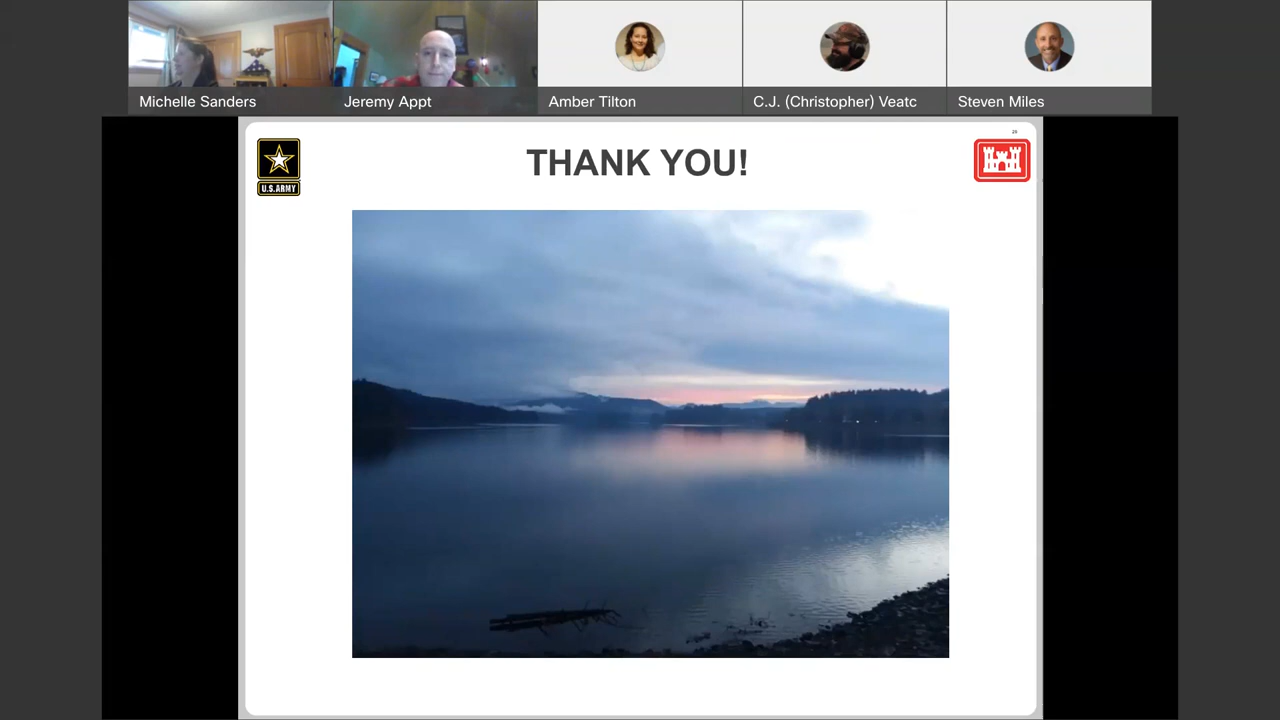 Michelle Sanders
Jeremy Appt
Amber Tilton
C.J. (Christopher) Veatc
Steven Miles
THANK YOU!
U.S.ARMY